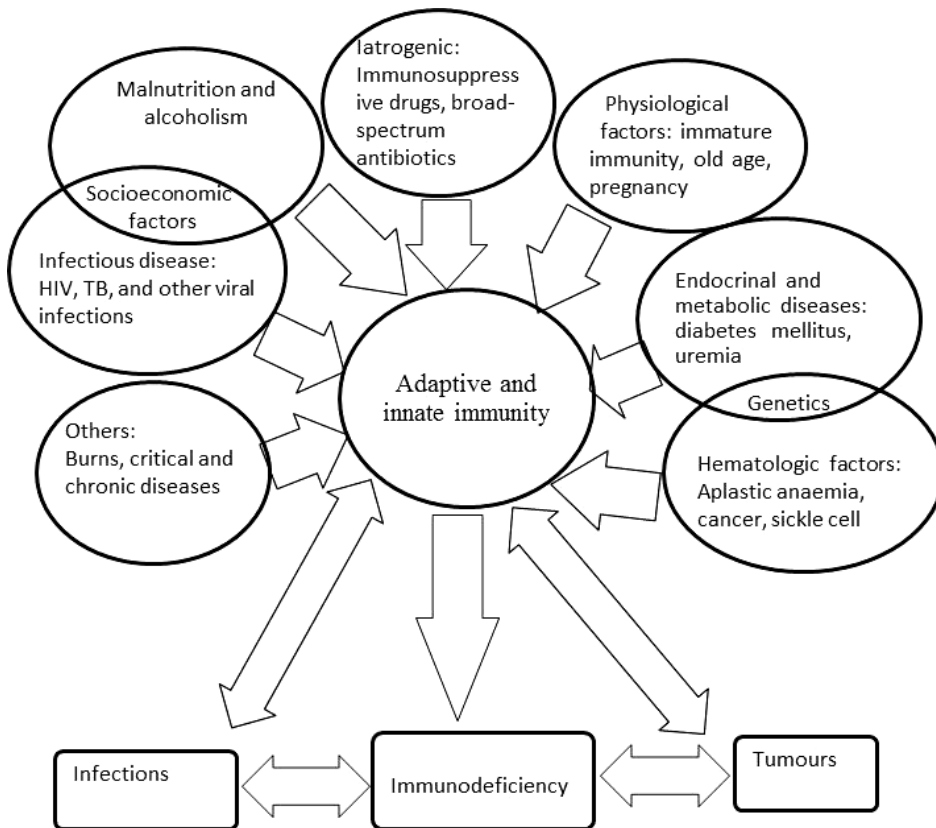 Malnutrition and
alcoholism
Iatrogenic:
Immunosuppress
ive drugs, broad-
spectrum
antibiotics
Physiological
factors: immature
immunity, old age,
pregnancy
Socioeconomic
factors
Infectious disease:
HIV, TB, and other viral
infections
Endocrinal and
metabolic diseases:
diabetes mellitus,
uremia
Adaptive and
innate immunity
Genetics
Others:
Burns, critical and
chronic diseases
Hematologic factors:
Aplastic anaemia,
cancer, sickle cell
Infections
Immunodeficiency
Tumours